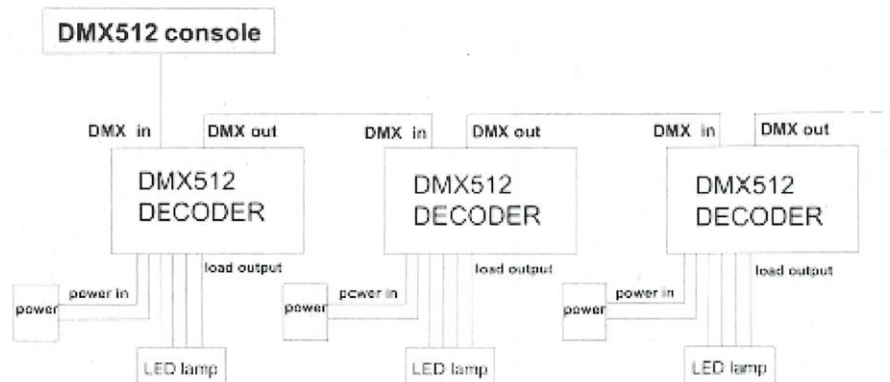 DMX512 console
DMX in
DMX out
DMX in
DMX out
DMX in
DMX out
DMX512
DECODER
DMX512
DECODER
DMX512
DECODER
load output
load output
load output
power in
power in
power in
power
power
power
LED lamp
LED lamp
LED lamp